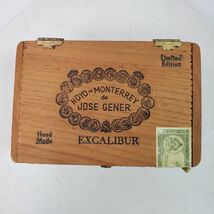 Limited
Edition
HOYO DE MONTERREY
de
JOSE GENER
Hand
Made
EXCALIBUR